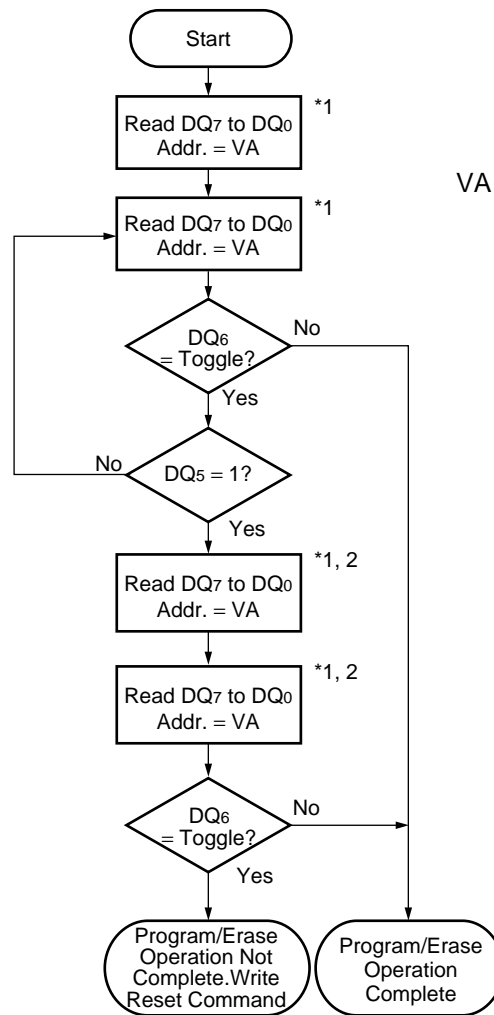 Start
Read DQ7 to DQ0
Addr. = VA
*1
Read DQ7 to DQ0
Addr. = VA
*1
VA
DQ6
= Toggle?
No
Yes
No
DQ5 = 1?
Yes
Read DQ7 to DQ0
Addr. = VA
*1, 2
Read DQ7 to DQ0
Addr. = VA
*1, 2
DQ6
= Toggle?
No
Yes
Program/Erase
Operation Not
Complete.Write
Reset Command
Program/Erase
Operation
Complete